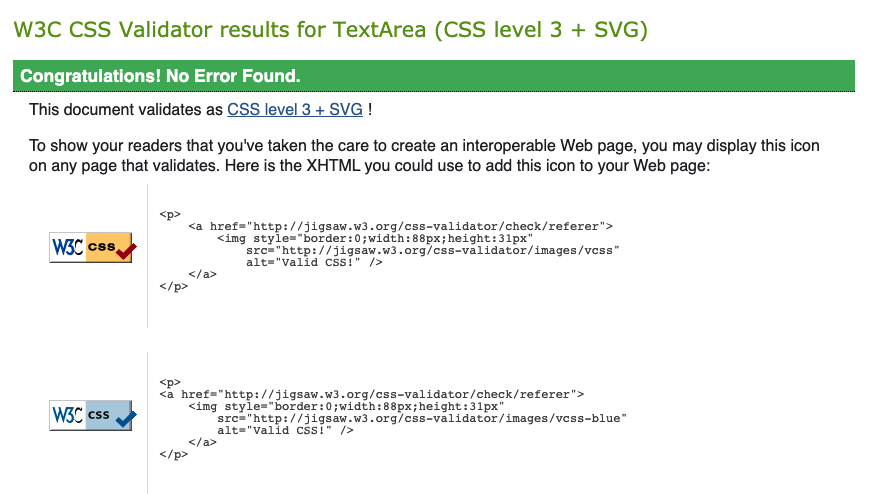 W3C CSS Validator results for TextArea (CSS level 3 + SVG)
Congratulations! No Error Found.
This document validates as CSS level 3 + SVG !
To show your readers that you've taken the care to create an interoperable Web page, you may display this icon
on any page that validates. Here is the XHTML you could use to add this icon to your Web page:
W3C css
<p>
    <a href="http://jigsaw.w3.org/css-validator/check/referer">
        <img style="border:0;width:88px;height:31px"
            src="http://jigsaw.w3.org/css-validator/images/vcss"
            alt="Valid CSS!" />
    </a>
</p>
W3C css
<p>
<a href="http://jigsaw.w3.org/css-validator/check/referer">
    <img style="border:0;width:88px;height:31px"
        src="http://jigsaw.w3.org/css-validator/images/vcss-blue"
        alt="Valid CSS!" />
    </a>
</p>